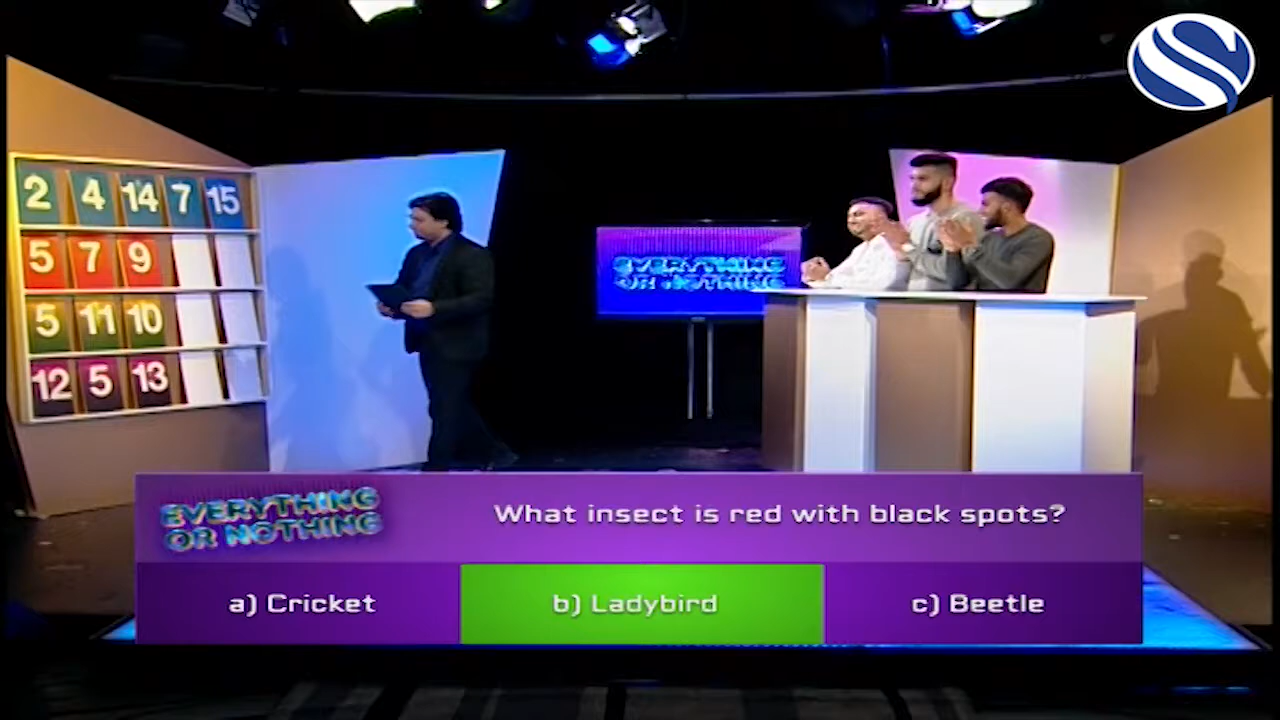 S
2 4 14 7 15
5 7 9
5 11 10
12 5 13
EVERYTHING
OR NOTHING
EVERYTHING
OR NOTHING
What insect is red with black spots?
a) Cricket
b) Ladybird
c) Beetle